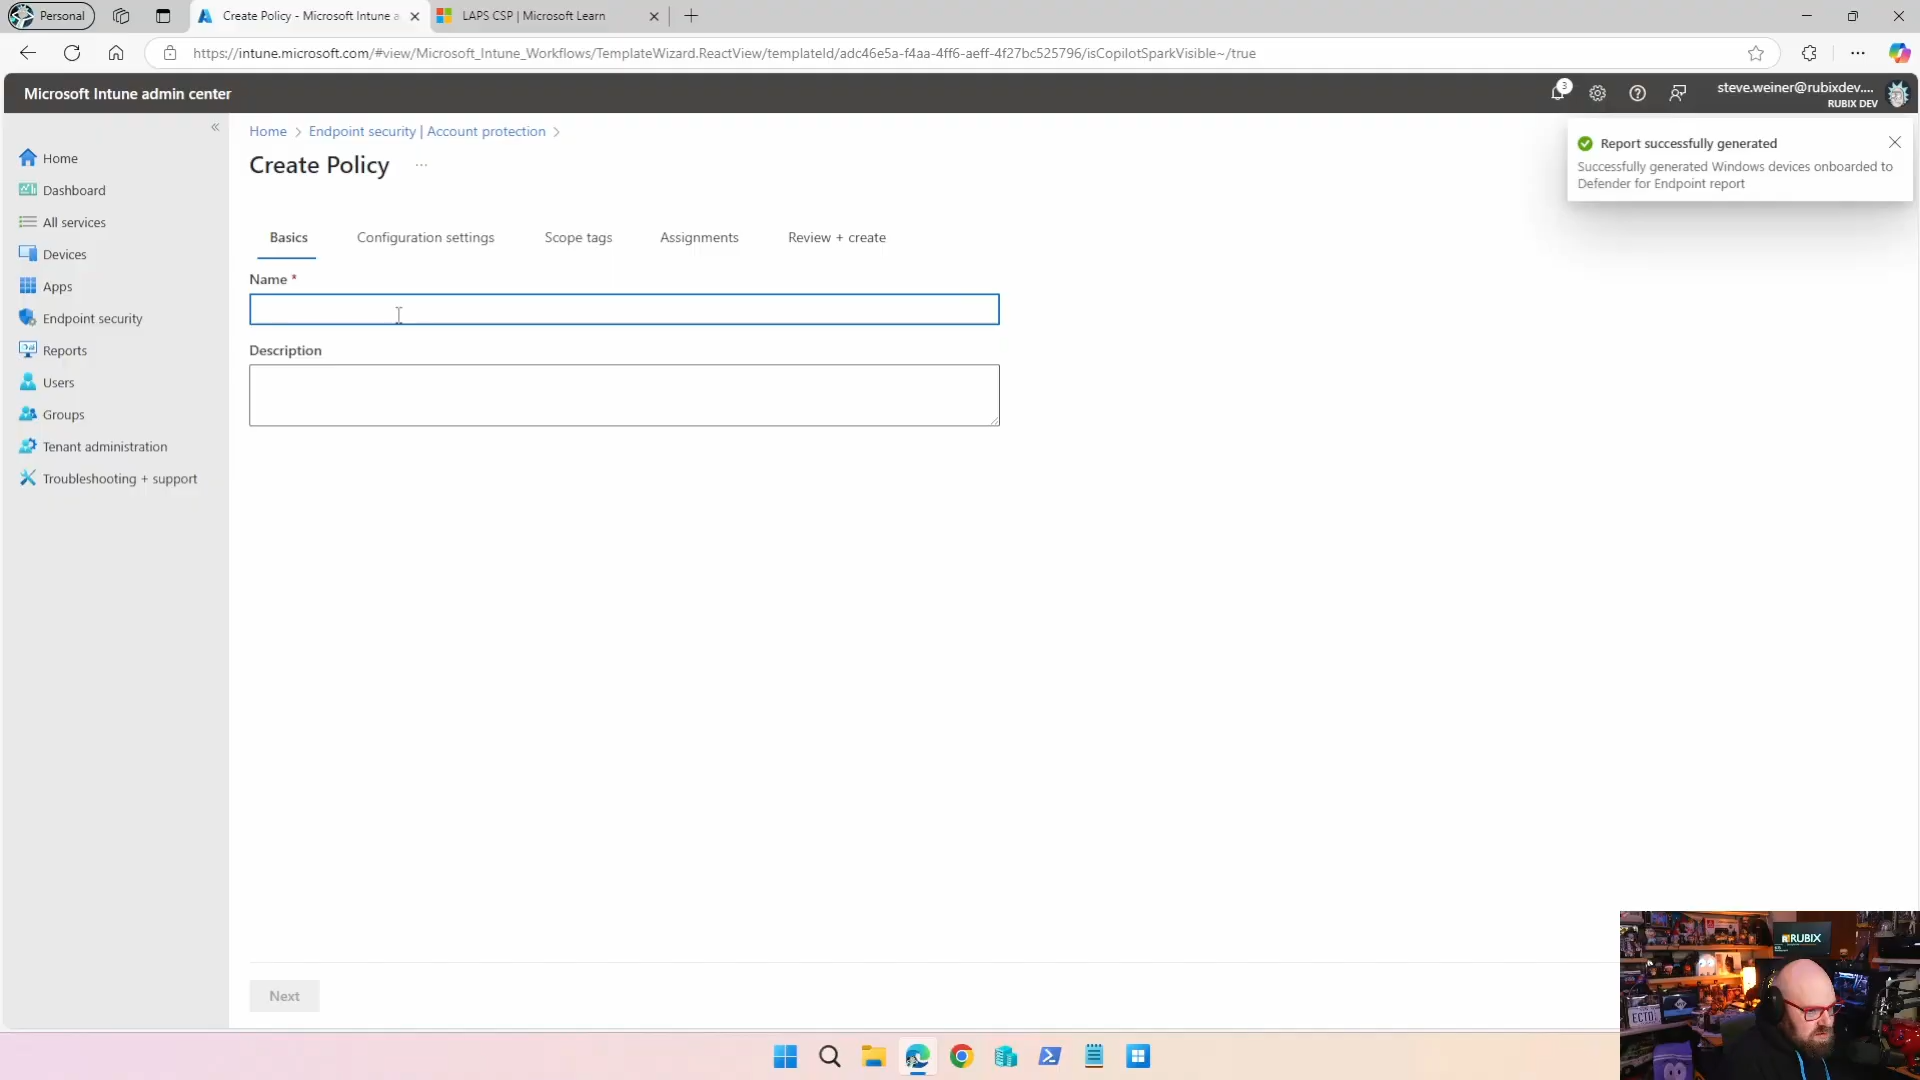 Personal
Create Policy - Microsoft Intune a
LAPS CSP | Microsoft Learn
https://intune.microsoft.com/#view/Microsoft_Intune_Workflows/TemplateWizard.ReactView/templateId/adc46e5a-f4aa-4ff6-aeff-4f27bc525796/isCopilotSparkVisible~/true
Microsoft Intune admin center
3
steve.weiner@rubixdev....
RUBIX DEV
Home
Dashboard
All services
Devices
Apps
Endpoint security
Reports
Users
Groups
Tenant administration
Troubleshooting + support
Home > Endpoint security | Account protection >
Create Policy ...
Basics
Configuration settings
Scope tags
Assignments
Review + create
Name *
Description
Next
Report successfully generated
Successfully generated Windows devices onboarded to
Defender for Endpoint report
RUBIX